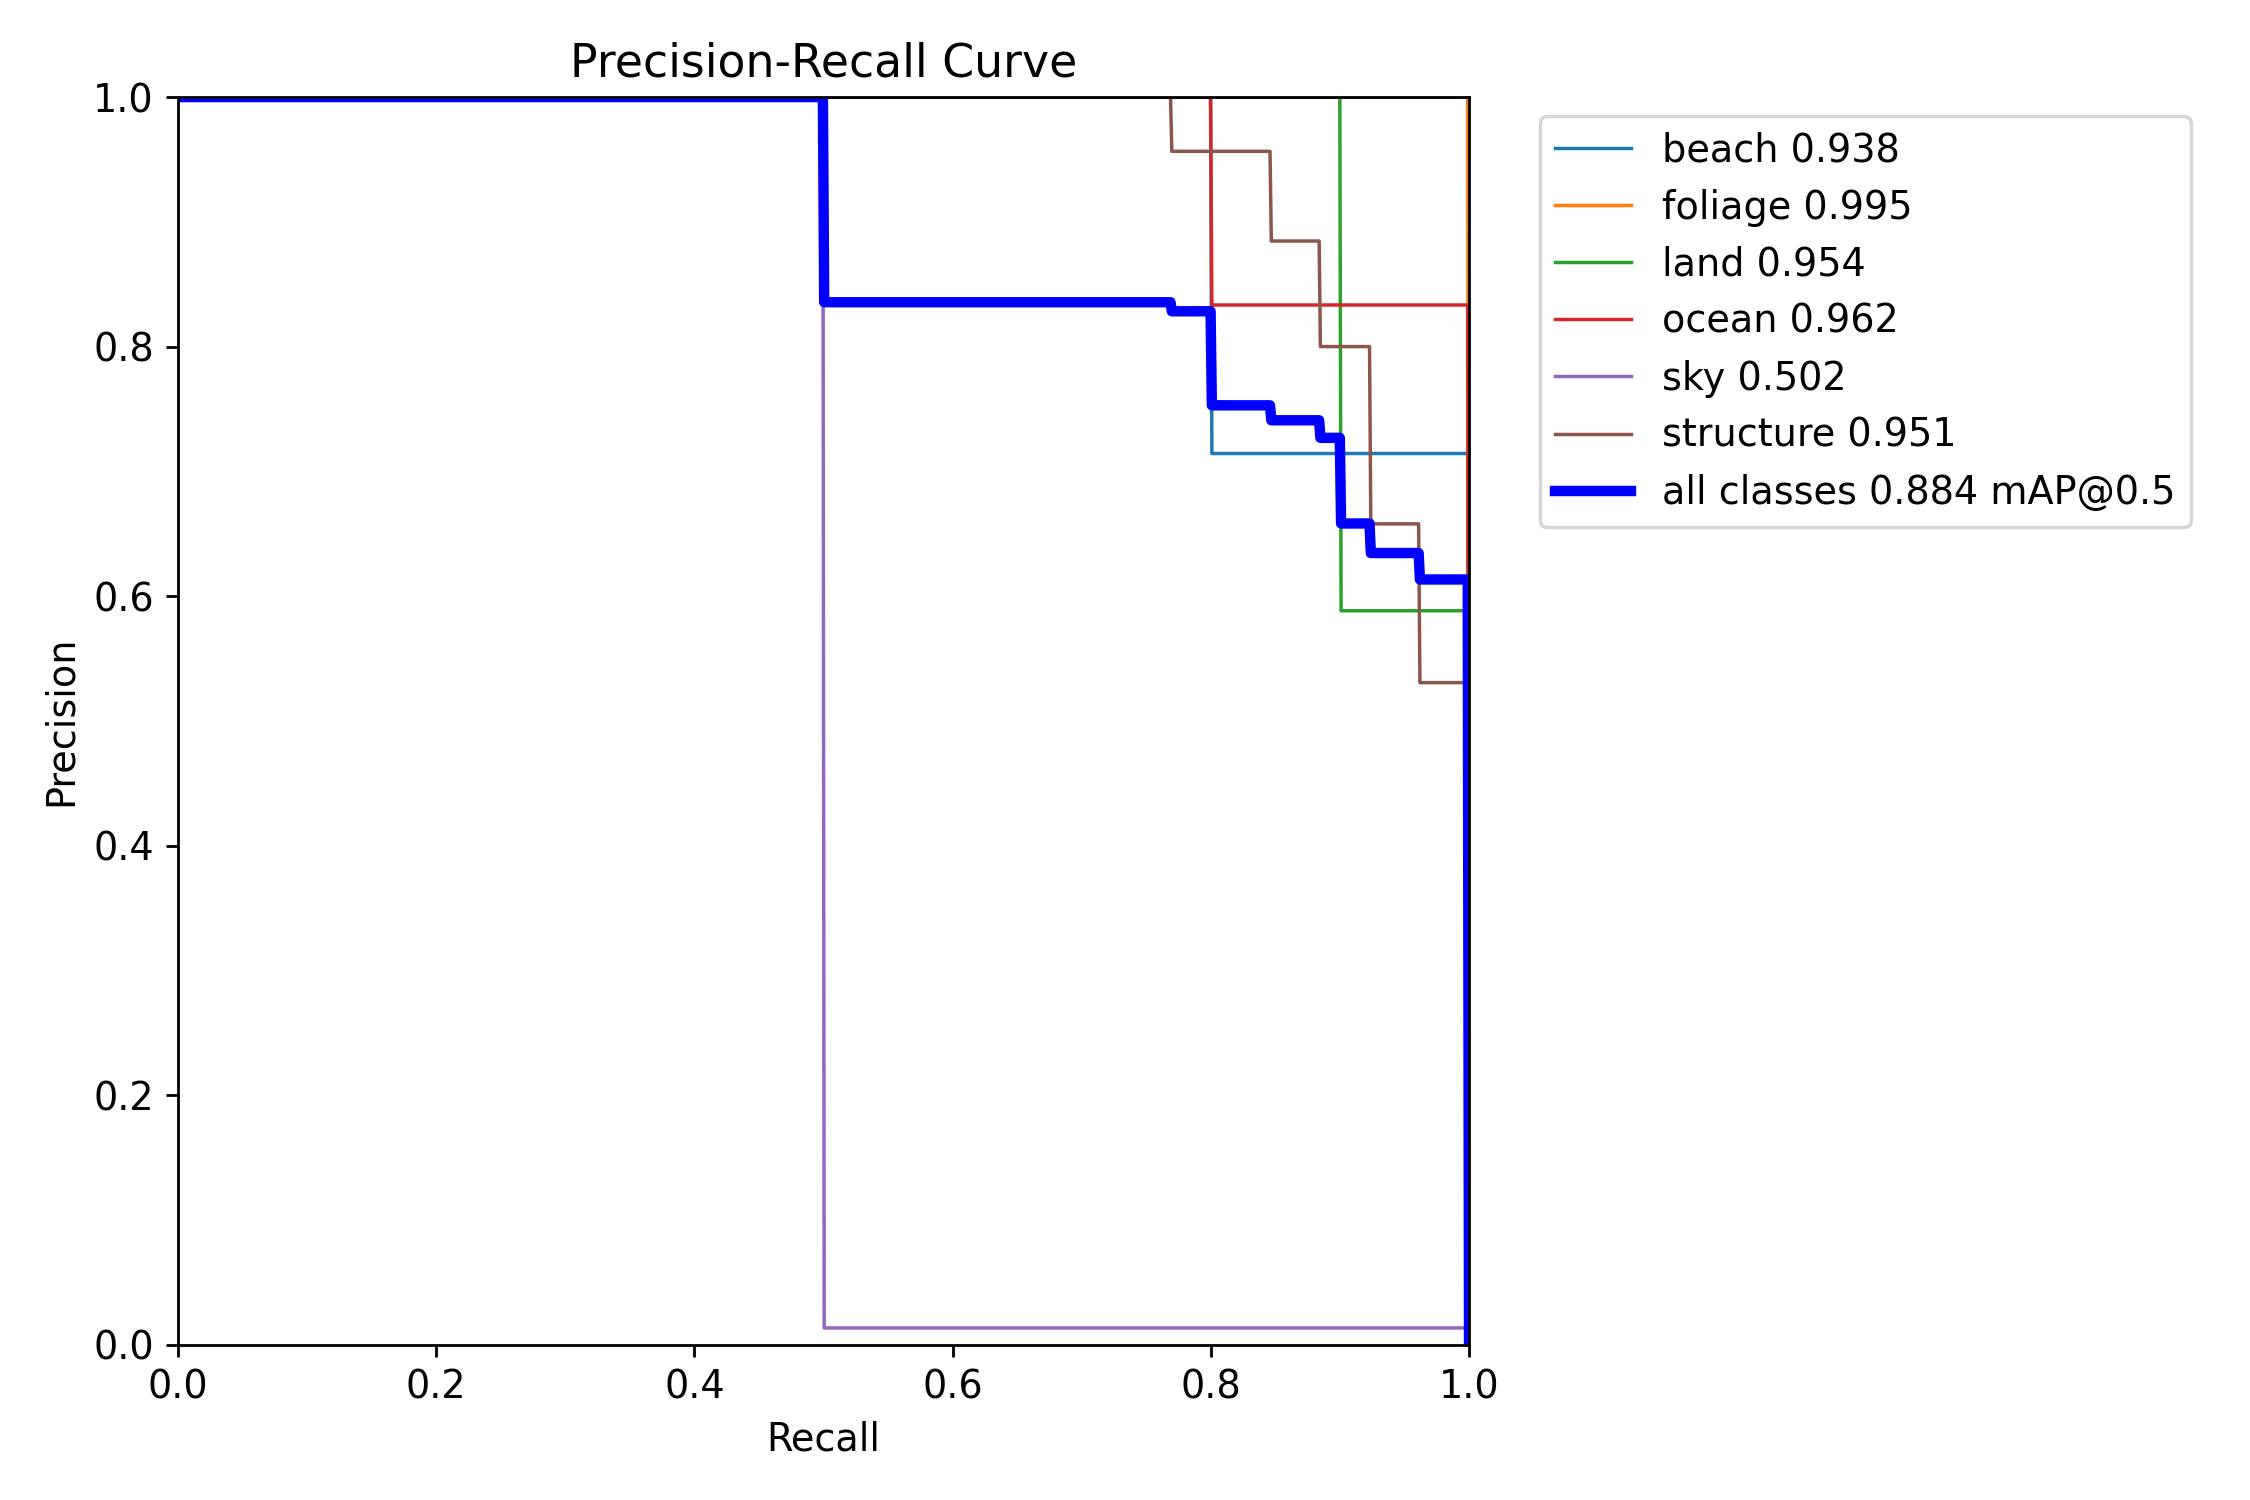 Precision-Recall Curve
1.0
0.8
0.6
0.4
0.2
0.0
Precision
0.0 0.2 0.4 0.6 0.8 1.0
Recall
beach 0.938
foliage 0.995
land 0.954
ocean 0.962
sky 0.502
structure 0.951
all classes 0.884 mAP@0.5